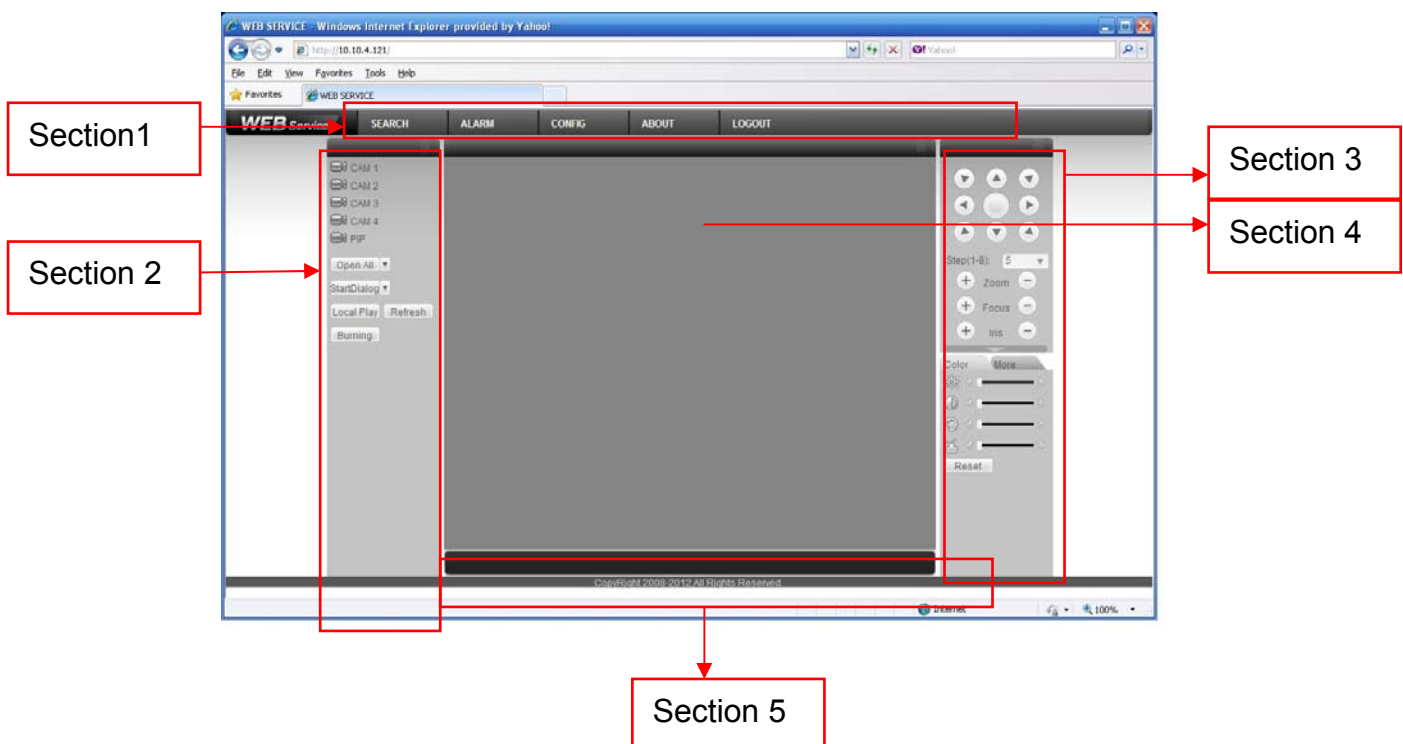 WEB SERVICE - Windows Internet Explorer provided by Yahoo!
http://10.10.4.121/
Yahoo!
File Edit View Favorites Tools Help
Favorites WEB SERVICE
Section1
WEB Service SEARCH ALARM CONFIG ABOUT LOGOUT
CAM 1
CAM 2
CAM 3
CAM 4
PIP
Section 2
Open All
StartDialog
Local Play Refresh
Burning
Section 3
Section 4
Step(1-8): 5
Zoom
Focus
Iris
Color More
Reset
CopyRight 2008-2012,All Rights Reserved
Internet 100%
Section 5